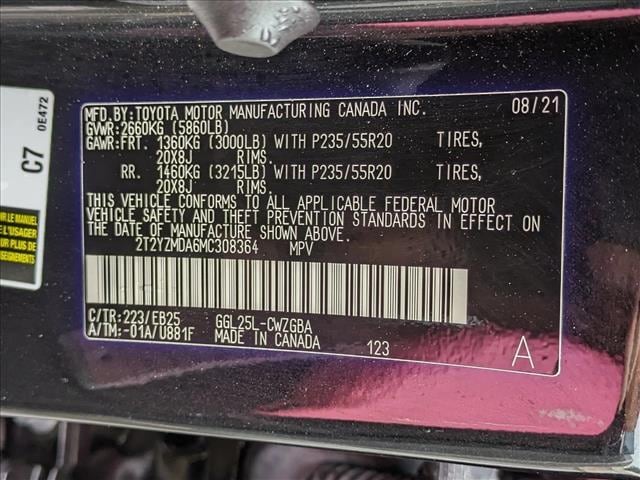 MFD. BY: TOYOTA MOTOR MANUFACTURING CANADA INC. 08/21
GVWR: 2660KG (5860LB)
GAWR: FRT. 1360KG (3000LB) WITH P235/55R20 TIRES,
20X8J RIMS.
RR. 1460KG (3215LB) WITH P235/55R20 TIRES,
20X8J RIMS.
THIS VEHICLE CONFORMS TO ALL APPLICABLE FEDERAL MOTOR
VEHICLE SAFETY AND THEFT PREVENTION STANDARDS IN EFFECT ON
THE DATE OF MANUFACTURE SHOWN ABOVE.
2T2YZMDA6MC308364 MPV
C/TR: 223/EB25 GGL25L-CWZGBA
A/TM: -01A/U881F MADE IN CANADA 123 A
C7
0E472